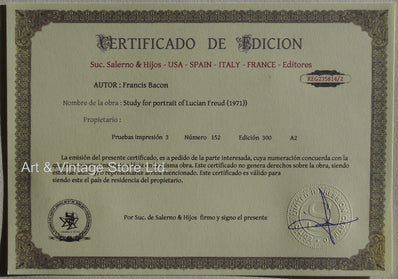 CERTIFICADO DE EDICION
Suc. Salerno & Hijos - USA - SPAIN - ITALY - FRANCE - Editores
REG235814/2
AUTOR : Francis Bacon
Nombre de la obra : Study for portrait of Lucian Freud (1971))
Propietario :
Pruebas impresión 3 Número 152 Edición 300 A2
La emisión del presente certificado, es a pedido de la parte interesada, cuya numeración concuerda con la
misma obra. Este certificado no genera derechos sobre la obra, siendo
Este certificado es válido para
siendo este el país de residencia del propietario.
Art & Vintage Store Ltd.
Por Suc. de Salerno & Hijos firmo y signo el presente